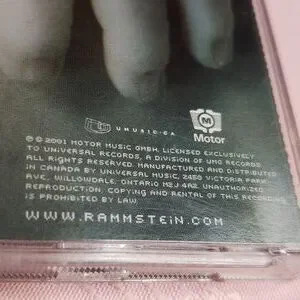 UMUSIC.CA
M
Motor
℗ © 2001 MOTOR MUSIC GMBH, LICENSED EXCLUSIVELY
TO UNIVERSAL RECORDS, A DIVISION OF UMG RECORDS
ALL RIGHTS RESERVED. MANUFACTURED AND DISTRIBUTED
IN CANADA BY UNIVERSAL MUSIC, 2450 VICTORIA PARK
AVE., WILLOWDALE, ONTARIO M2J 4A2. UNAUTHORIZED
REPRODUCTION, COPYING AND RENTAL OF THIS RECORDING
IS PROHIBITED BY LAW.
WWW.RAMMSTEIN.COM